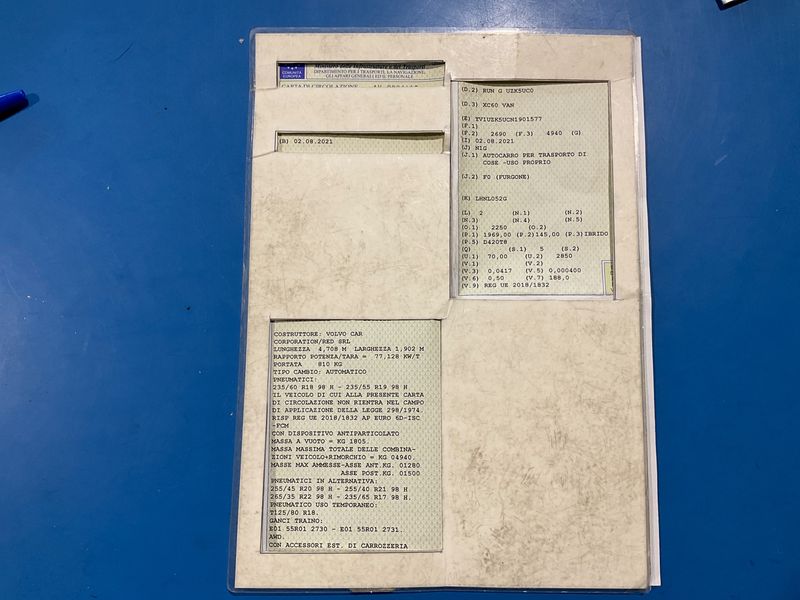 COMUNITÀ
EUROPEA
DIPARTIMENTO PER I TRASPORTI, LA NAVIGAZIONE,
GLI AFFARI GENERALI ED IL PERSONALE
CARTA DI CIRCOLAZIONE
(B) 02.08.2021
(D.2) RUN G UZK5UC0
(D.3) XC60 VAN
(E) YV1UZK5UCN1901577
(F.1)
(F.2) 2690 (F.3) 4940 (G)
(I) 02.08.2021
(J) N1G
(J.1) AUTOCARRO PER TRASPORTO DI
COSE -USO PROPRIO
(J.2) F0 (FURGONE)
(K) LHNL052G
(L) 2 (N.1) (N.2)
(N.3) (N.4) (N.5)
(O.1) 2250 (O.2)
(P.1) 1969,00 (P.2)145,00 (P.3)IBRIDO
(P.5) D420T8
(Q) (S.1) 5 (S.2)
(U.1) 70,00 (U.2) 2850
(V.1) (V.2)
(V.3) 0,0417 (V.5) 0,000400
(V.6) 0,50 (V.7) 188,0
(V.9) REG UE 2018/1832
COSTRUTTORE: VOLVO CAR
CORPORATION/RED SRL
LUNGHEZZA 4,708 M LARGHEZZA 1,902 M
RAPPORTO POTENZA/TARA = 77,128 KW/T
PORTATA 810 KG
TIPO CAMBIO: AUTOMATICO
PNEUMATICI:
235/60 R18 98 H - 235/55 R19 98 H
IL VEICOLO DI CUI ALLA PRESENTE CARTA
DI CIRCOLAZIONE NON RIENTRA NEL CAMPO
DI APPLICAZIONE DELLA LEGGE 298/1974.
RISP REG UE 2018/1832 AP EURO 6D-ISC
-FCM
CON DISPOSITIVO ANTIPARTICOLATO
MASSA A VUOTO = KG 1805.
MASSA MASSIMA TOTALE DELLE COMBINA-
ZIONI VEICOLO+RIMORCHIO = KG 04940.
MASSE MAX AMMESSE-ASSE ANT.KG. 01280
ASSE POST.KG. 01500
PNEUMATICI IN ALTERNATIVA:
255/45 R20 98 H - 255/40 R21 98 H
265/35 R22 98 H - 235/65 R17 98 H.
PNEUMATICO USO TEMPORANEO:
T125/80 R18.
GANCI TRAINO:
E01 55R01 2730 - E01 55R01 2731.
AWD.
CON ACCESSORI EST. DI CARROZZERIA